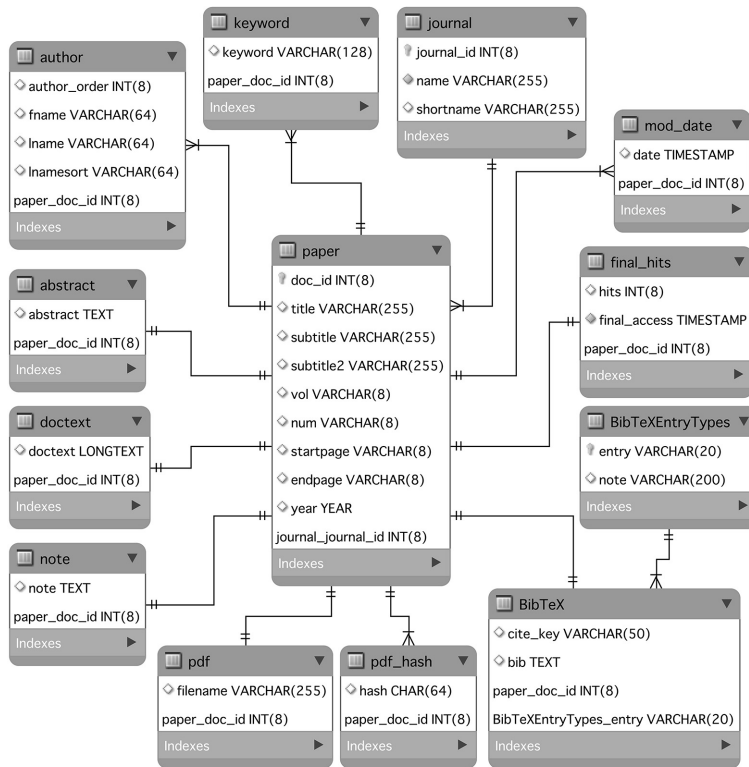 keyword
keyword VARCHAR(128)
paper_doc_id INT(8)
Indexes
journal
journal_id INT(8)
name VARCHAR(255)
shortname VARCHAR(255)
Indexes
author
author_order INT(8)
fname VARCHAR(64)
lname VARCHAR(64)
lnamesort VARCHAR(64)
paper_doc_id INT(8)
Indexes
mod_date
date TIMESTAMP
paper_doc_id INT(8)
Indexes
paper
doc_id INT(8)
title VARCHAR(255)
subtitle VARCHAR(255)
subtitle2 VARCHAR(255)
vol VARCHAR(8)
num VARCHAR(8)
startpage VARCHAR(8)
endpage VARCHAR(8)
year YEAR
journal_journal_id INT(8)
Indexes
final_hits
hits INT(8)
final_access TIMESTAMP
paper_doc_id INT(8)
Indexes
abstract
abstract TEXT
paper_doc_id INT(8)
Indexes
doctext
doctext LONGTEXT
paper_doc_id INT(8)
Indexes
BibTeXEntryTypes
entry VARCHAR(20)
note VARCHAR(200)
Indexes
note
note TEXT
paper_doc_id INT(8)
Indexes
BibTeX
cite_key VARCHAR(50)
bib TEXT
paper_doc_id INT(8)
BibTeXEntryTypes_entry VARCHAR(20)
Indexes
pdf
filename VARCHAR(255)
paper_doc_id INT(8)
Indexes
pdf_hash
hash CHAR(64)
paper_doc_id INT(8)
Indexes